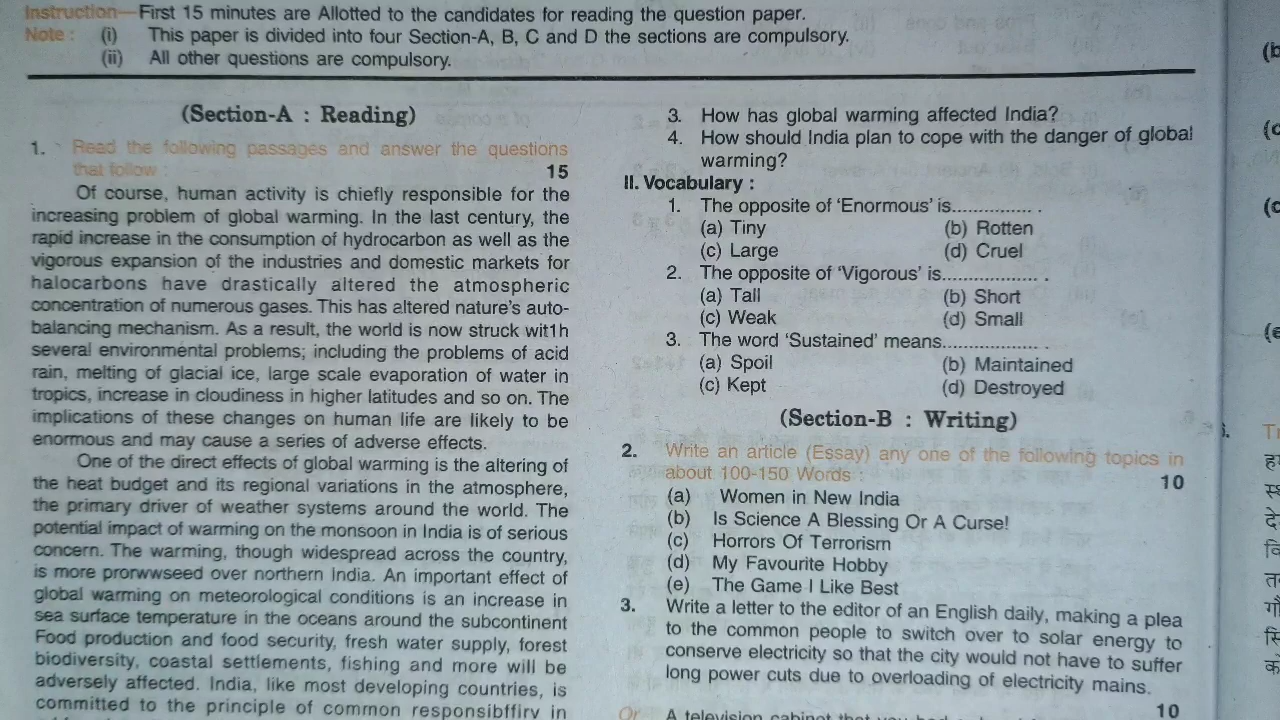 Instruction—First 15 minutes are Allotted to the candidates for reading the question paper.
Note : (i) This paper is divided into four Section-A, B, C and D the sections are compulsory.
(ii) All other questions are compulsory.
(Section-A : Reading)
1. Read the following passages and answer the questions
that follow : 15
Of course, human activity is chiefly responsible for the
increasing problem of global warming. In the last century, the
rapid increase in the consumption of hydrocarbon as well as the
vigorous expansion of the industries and domestic markets for
halocarbons have drastically altered the atmospheric
concentration of numerous gases. This has altered nature's auto-
balancing mechanism. As a result, the world is now struck wit1h
several environmental problems; including the problems of acid
rain, melting of glacial ice, large scale evaporation of water in
tropics, increase in cloudiness in higher latitudes and so on. The
implications of these changes on human life are likely to be
enormous and may cause a series of adverse effects.
One of the direct effects of global warming is the altering of
the heat budget and its regional variations in the atmosphere,
the primary driver of weather systems around the world. The
potential impact of warming on the monsoon in India is of serious
concern. The warming, though widespread across the country,
is more prorwwseed over northern India. An important effect of
global warming on meteorological conditions is an increase in
sea surface temperature in the oceans around the subcontinent
Food production and food security, fresh water supply, forest
biodiversity, coastal settlements, fishing and more will be
adversely affected. India, like most developing countries, is
committed to the principle of common responsibffirv in
3. How has global warming affected India?
4. How should India plan to cope with the danger of global
warming?
II. Vocabulary :
1. The opposite of 'Enormous' is............... .
(a) Tiny (b) Rotten
(c) Large (d) Cruel
2. The opposite of 'Vigorous' is.................. .
(a) Tall (b) Short
(c) Weak (d) Small
3. The word 'Sustained' means.................. .
(a) Spoil (b) Maintained
(c) Kept (d) Destroyed
(Section-B : Writing)
2. Write an article (Essay) any one of the following topics in
about 100-150 Words : 10
(a) Women in New India
(b) Is Science A Blessing Or A Curse!
(c) Horrors Of Terrorism
(d) My Favourite Hobby
(e) The Game I Like Best
3. Write a letter to the editor of an English daily, making a plea
to the common people to switch over to solar energy to
conserve electricity so that the city would not have to suffer
long power cuts due to overloading of electricity mains.
10
Or A television cabinet that you had